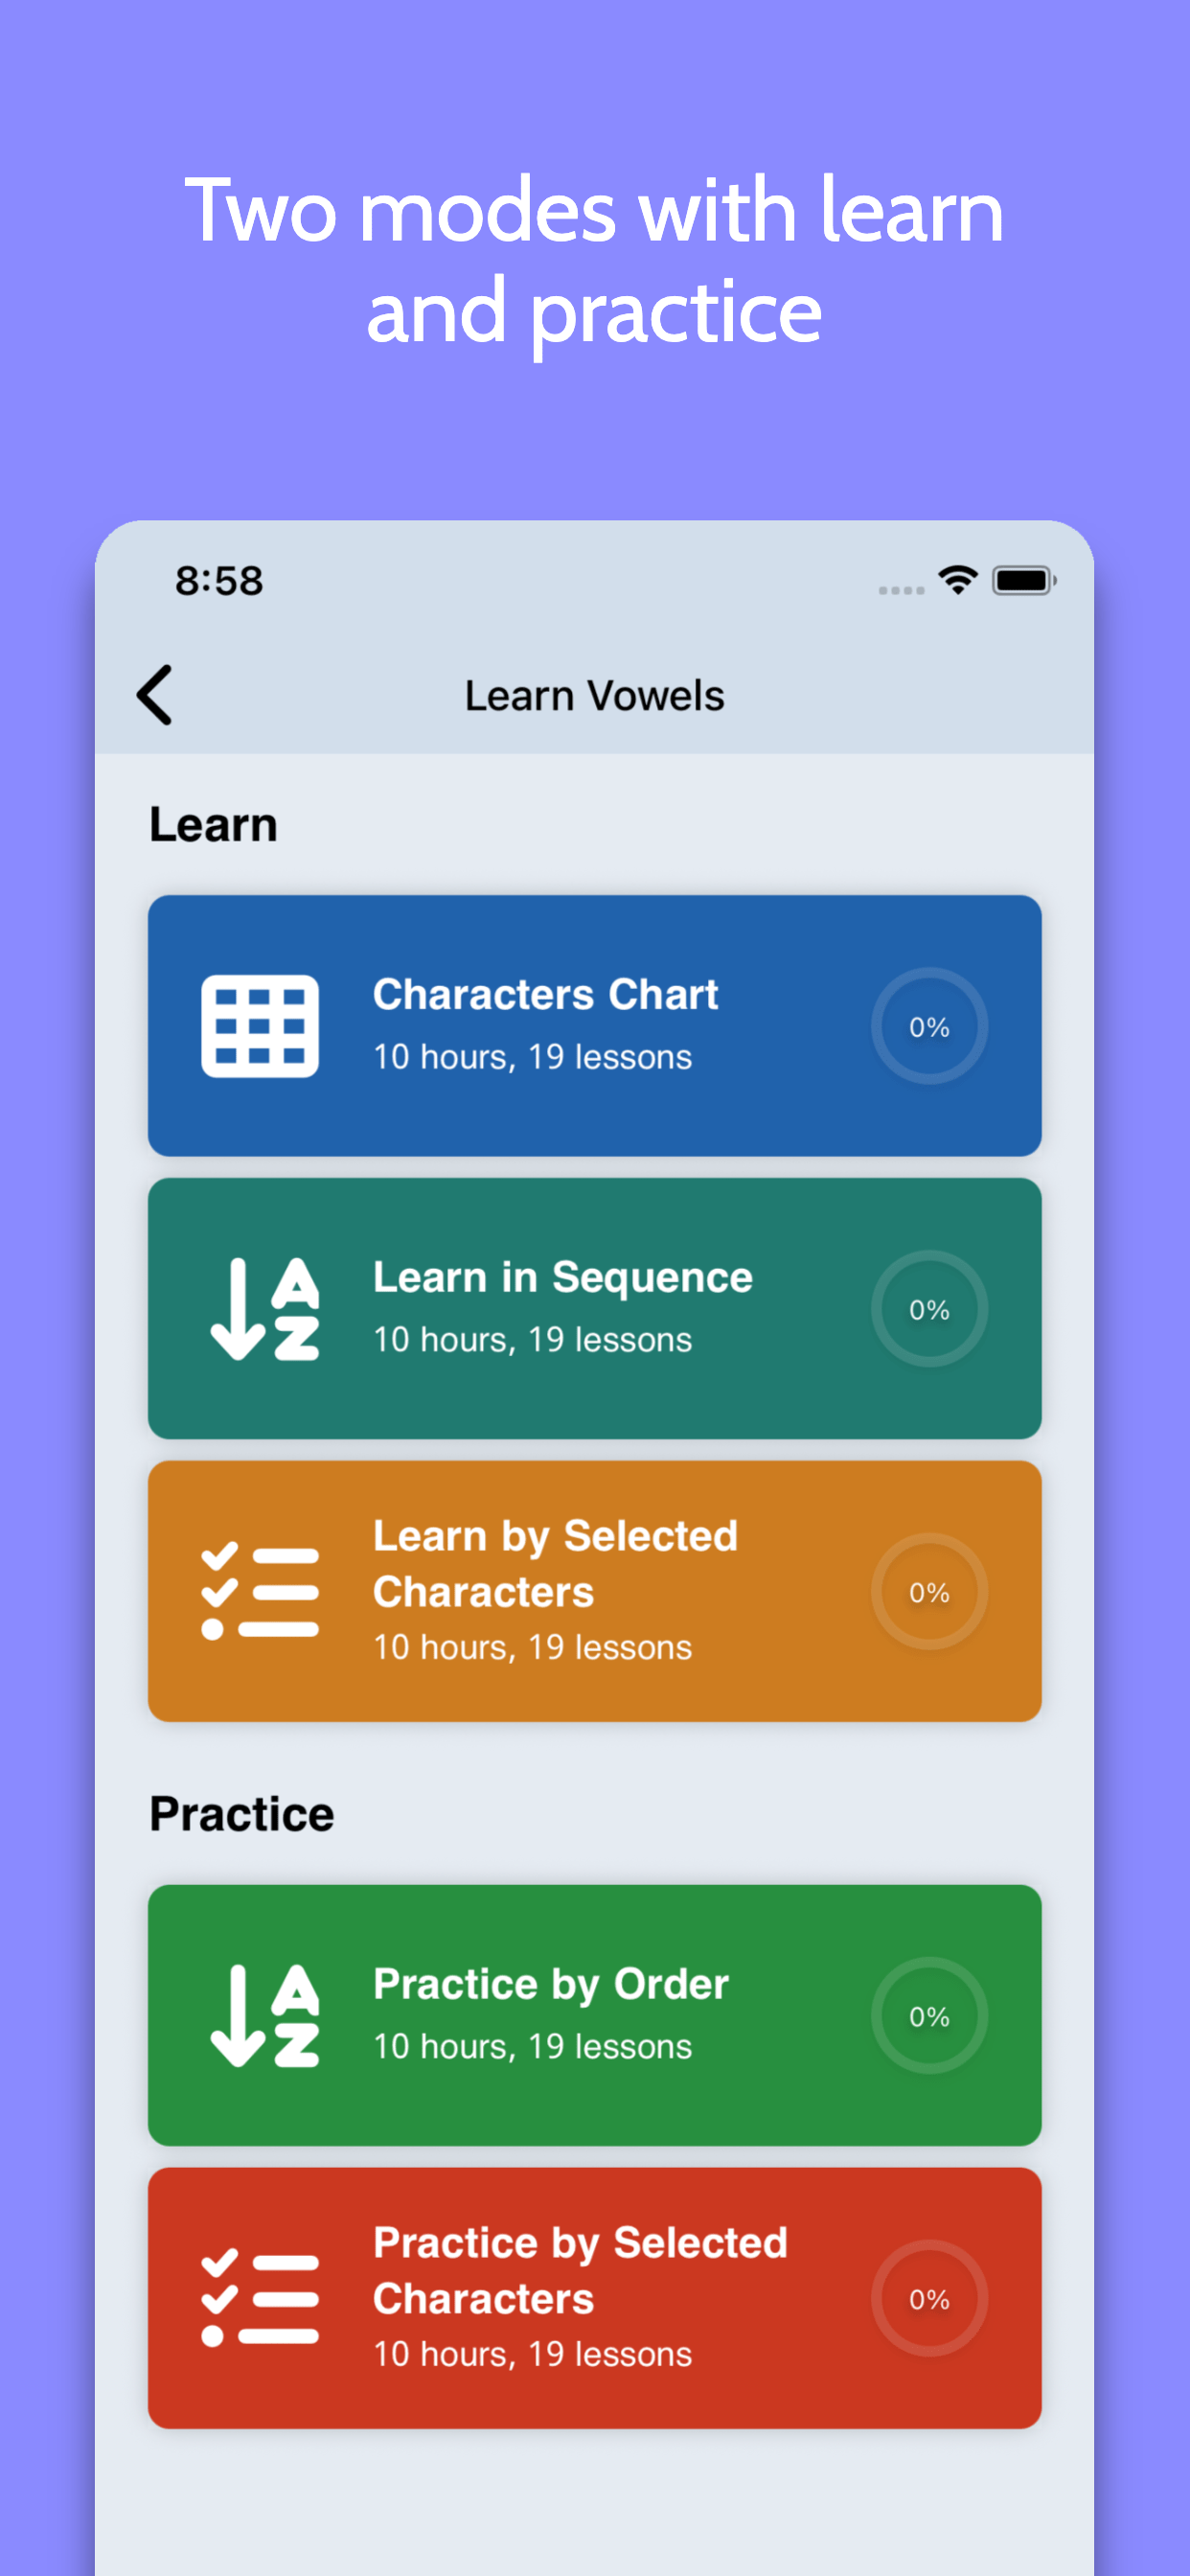 Two modes with learn
and practice
8:58
Learn Vowels
Learn
Characters Chart
10 hours, 19 lessons
0%
A
Z
Learn in Sequence
10 hours, 19 lessons
0%
Learn by Selected
Characters
10 hours, 19 lessons
0%
Practice
A
Z
Practice by Order
10 hours, 19 lessons
0%
Practice by Selected
Characters
10 hours, 19 lessons
0%